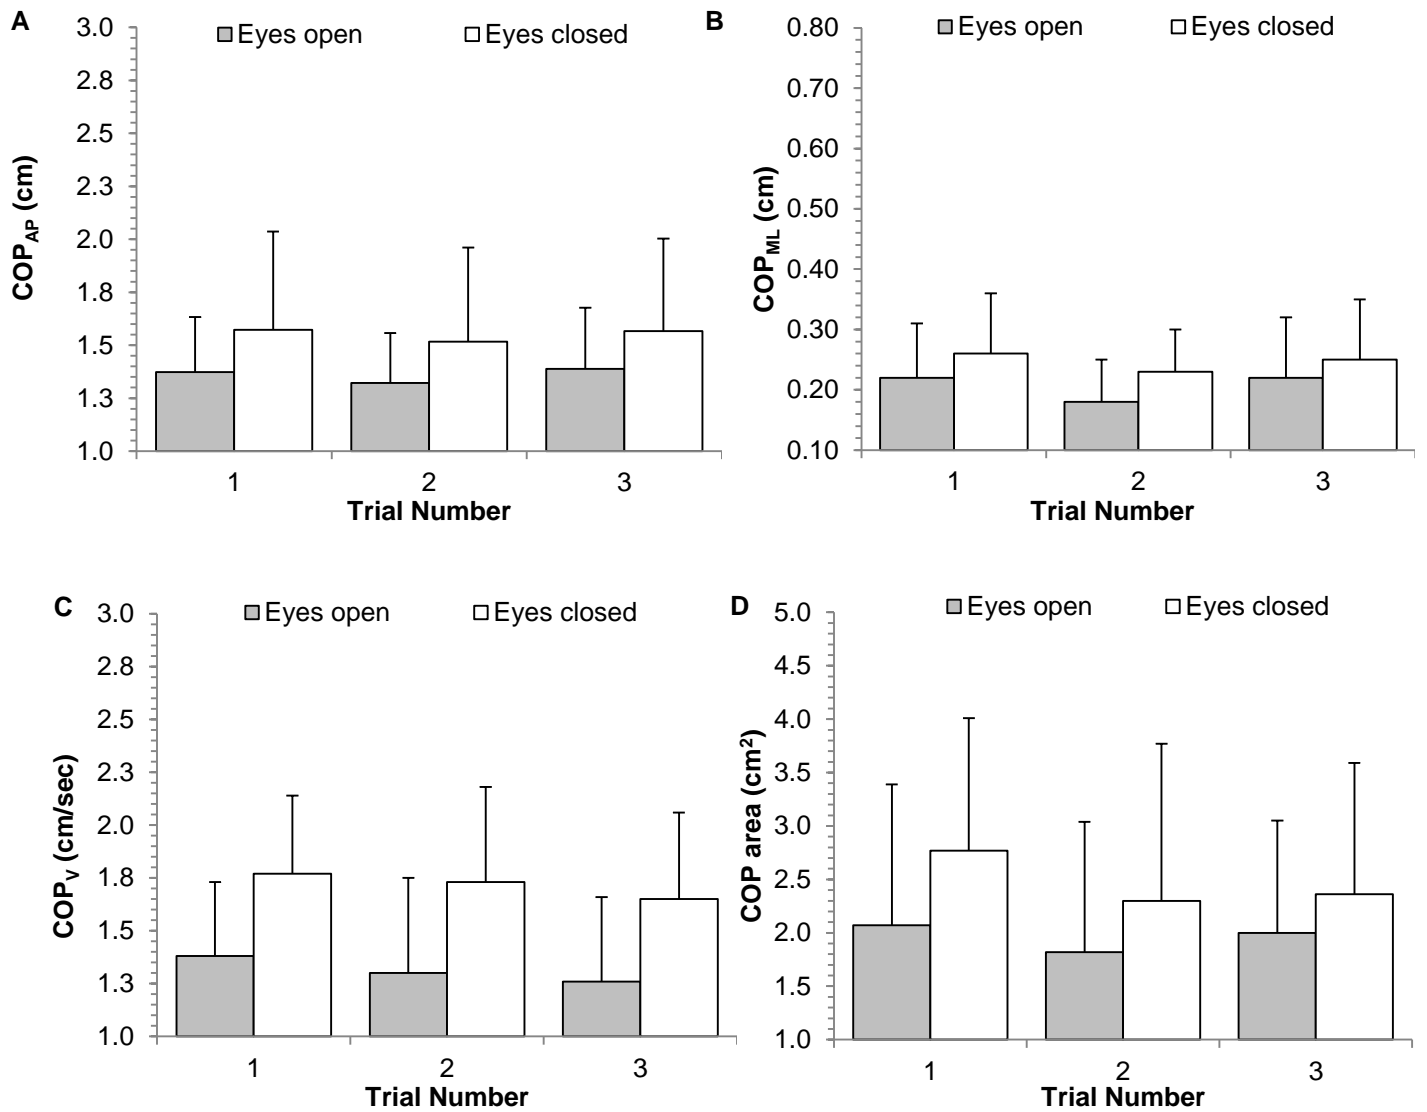 A
Eyes open
Eyes closed
3.0
2.8
2.5
2.3
2.0
1.8
1.5
1.3
1.0
COP_AP (cm)
1
2
3
Trial Number
B
Eyes open
Eyes closed
0.80
0.70
0.60
0.50
0.40
0.30
0.20
0.10
COP_ML (cm)
1
2
3
Trial Number
C
Eyes open
Eyes closed
3.0
2.8
2.5
2.3
2.0
1.8
1.5
1.3
1.0
COP_V (cm/sec)
1
2
3
Trial Number
D
Eyes open
Eyes closed
5.0
4.5
4.0
3.5
3.0
2.5
2.0
1.5
1.0
COP area (cm²)
1
2
3
Trial Number